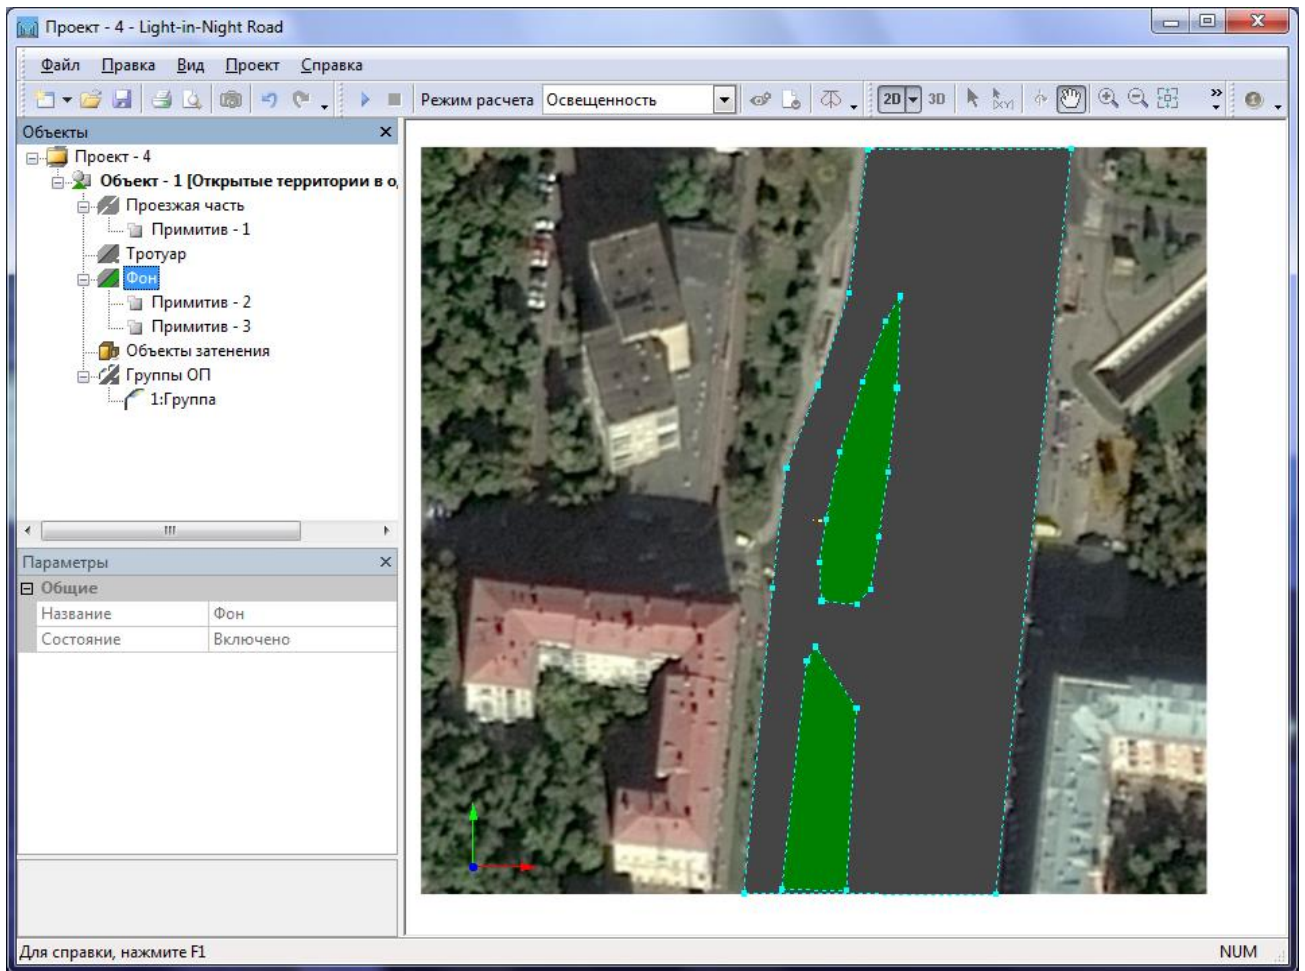 Проект - 4 - Light-in-Night Road
Файл Правка Вид Проект Справка
Режим расчета Освещенность 2D 3D
Объекты
Проект - 4
Объект - 1 [Открытые территории в о
Проезжая часть
Примитив - 1
Тротуар
Фон
Примитив - 2
Примитив - 3
Объекты затенения
Группы ОП
1:Группа
Параметры
Общие
Название Фон
Состояние Включено
Для справки, нажмите F1 NUM